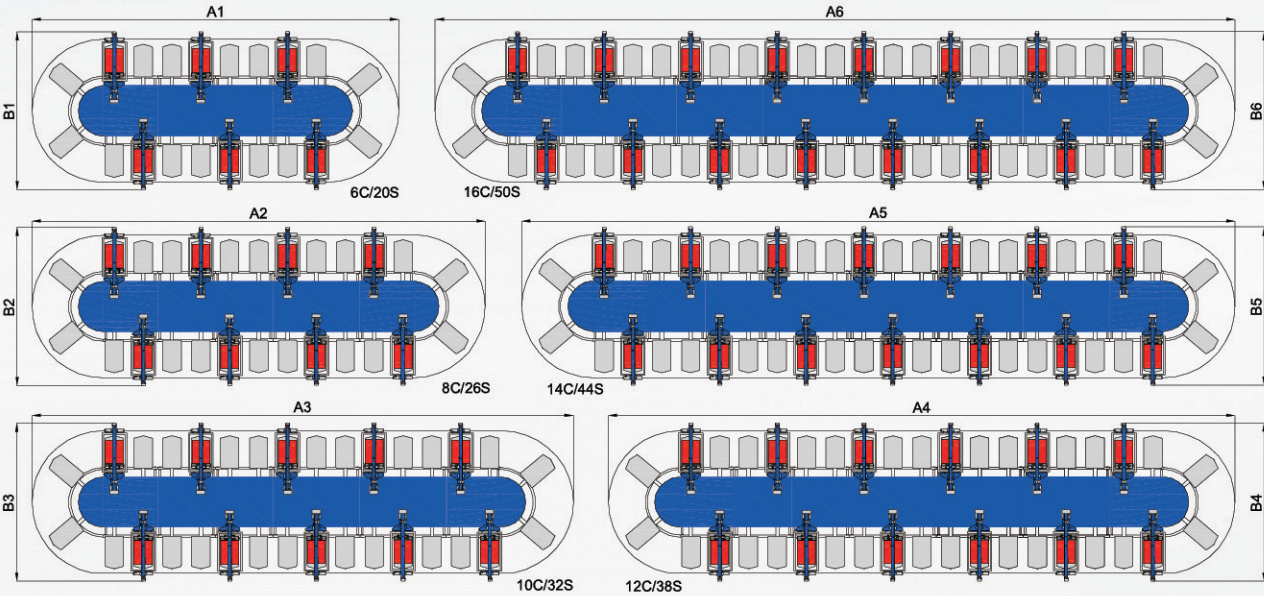 A1
A6
B1
B6
6C/20S
16C/50S
A2
A5
B2
B5
8C/26S
14C/44S
A3
A4
B3
B4
10C/32S
12C/38S